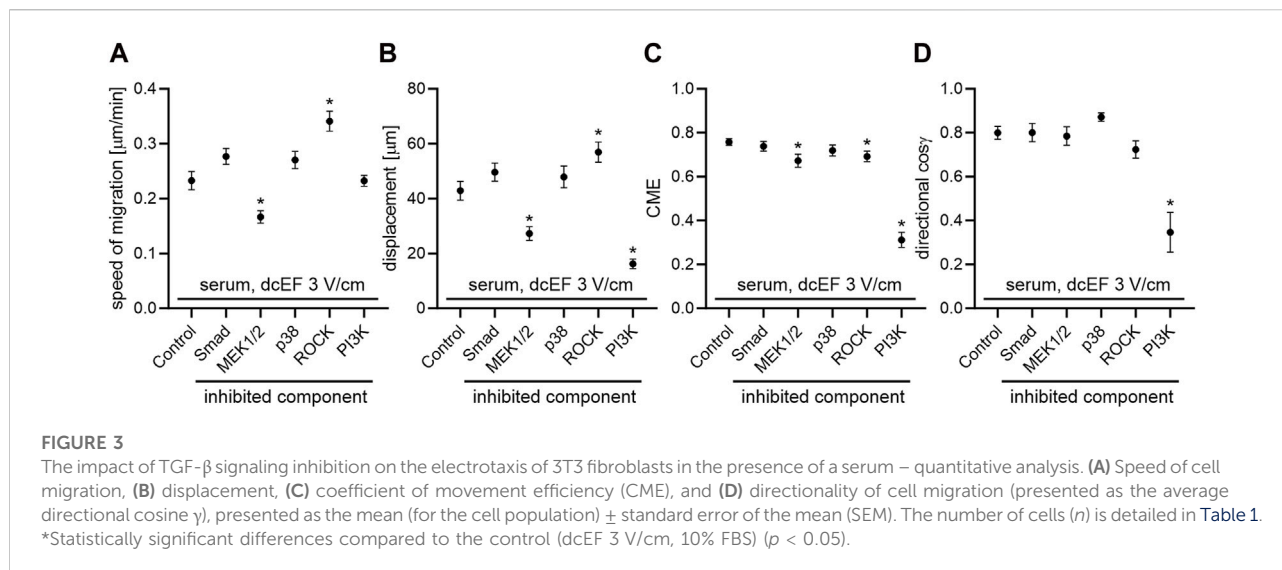 A
speed of migration [μm/min]
0.4
0.3
0.2
0.1
0.0
*
*
serum, dcEF 3 V/cm
Control
Smad
MEK1/2
p38
ROCK
PI3K
inhibited component
B
displacement [μm]
80
60
40
20
0
*
*
*
serum, dcEF 3 V/cm
Control
Smad
MEK1/2
p38
ROCK
PI3K
inhibited component
C
CME
1.0
0.8
0.6
0.4
0.2
0.0
*
*
*
serum, dcEF 3 V/cm
Control
Smad
MEK1/2
p38
ROCK
PI3K
inhibited component
D
directional cosγ
1.0
0.8
0.6
0.4
0.2
0.0
*
serum, dcEF 3 V/cm
Control
Smad
MEK1/2
p38
ROCK
PI3K
inhibited component
FIGURE 3
The impact of TGF-β signaling inhibition on the electrotaxis of 3T3 fibroblasts in the presence of a serum – quantitative analysis. (A) Speed of cell
migration, (B) displacement, (C) coefficient of movement efficiency (CME), and (D) directionality of cell migration (presented as the average
directional cosine γ), presented as the mean (for the cell population) ± standard error of the mean (SEM). The number of cells (n) is detailed in Table 1.
*Statistically significant differences compared to the control (dcEF 3 V/cm, 10% FBS) (p < 0.05).